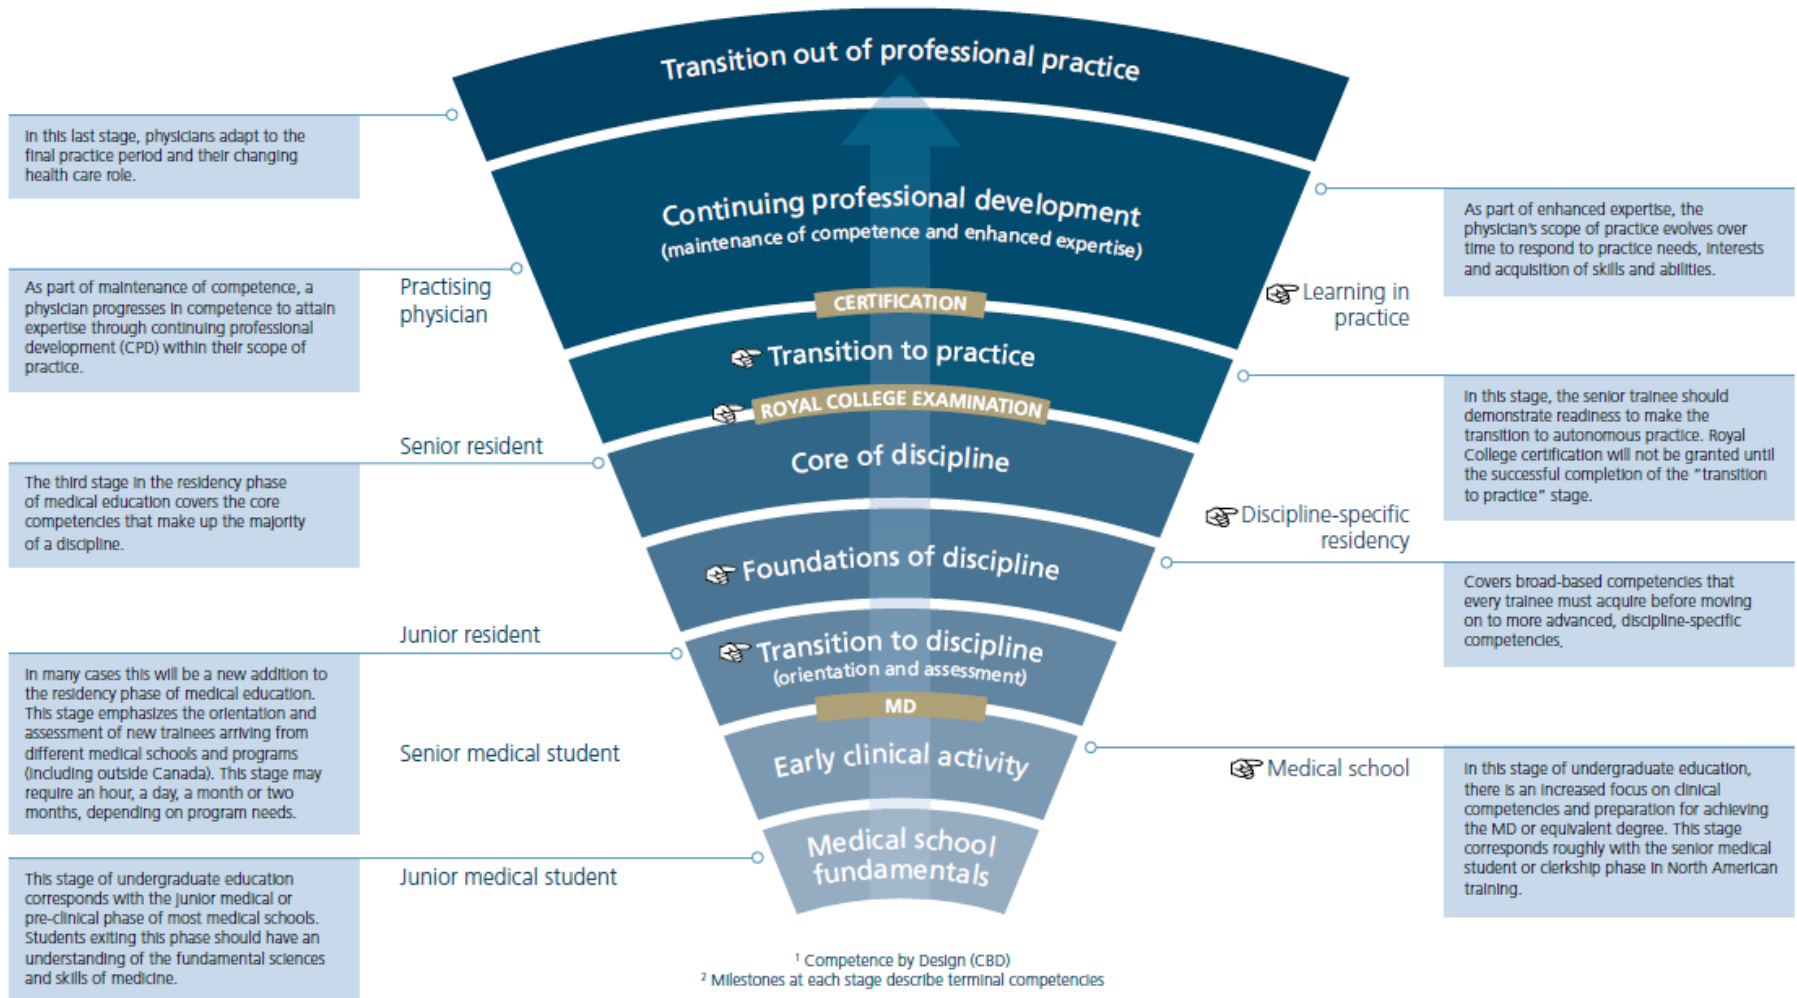 Transition out of professional practice
In this last stage, physicians adapt to the
final practice period and their changing
health care role.
Continuing professional development
(maintenance of competence and enhanced expertise)
As part of enhanced expertise, the
physician's scope of practice evolves over
time to respond to practice needs, interests
and acquisition of skills and abilities.
As part of maintenance of competence, a
physician progresses in competence to attain
expertise through continuing professional
development (CPD) within their scope of
practice.
Practising
physician
Learning in
practice
CERTIFICATION
Transition to practice
In this stage, the senior trainee should
demonstrate readiness to make the
transition to autonomous practice. Royal
College certification will not be granted until
the successful completion of the "transition
to practice" stage.
ROYAL COLLEGE EXAMINATION
Senior resident
Core of discipline
The third stage in the residency phase
of medical education covers the core
competencies that make up the majority
of a discipline.
Discipline-specific
residency
Foundations of discipline
Covers broad-based competencies that
every trainee must acquire before moving
on to more advanced, discipline-specific
competencies.
Junior resident
Transition to discipline
(orientation and assessment)
In many cases this will be a new addition to
the residency phase of medical education.
This stage emphasizes the orientation and
assessment of new trainees arriving from
different medical schools and programs
(including outside Canada). This stage may
require an hour, a day, a month or two
months, depending on program needs.
MD
Senior medical student
Early clinical activity
Medical school
In this stage of undergraduate education,
there is an increased focus on clinical
competencies and preparation for achieving
the MD or equivalent degree. This stage
corresponds roughly with the senior medical
student or clerkship phase in North American
training.
Medical school
fundamentals
Junior medical student
This stage of undergraduate education
corresponds with the junior medical or
pre-clinical phase of most medical schools.
Students exiting this phase should have an
understanding of the fundamental sciences
and skills of medicine.
¹ Competence by Design (CBD)
² Milestones at each stage describe terminal competencies